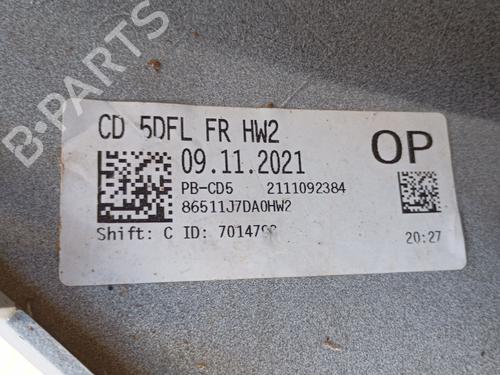 B-PARTS
CD 5DFL FR HW2
OP
09.11.2021
PB-CD5 2111092384
86511J7DA0HW2
Shift: C ID:
20:27